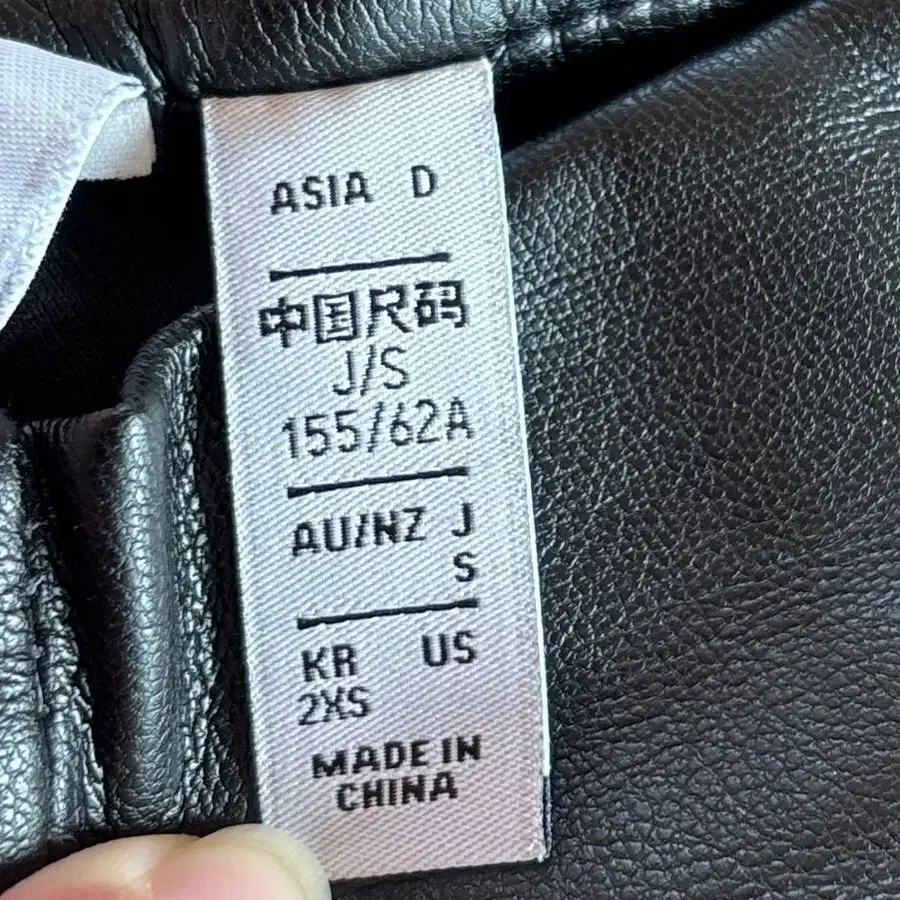 ASIA D
中国尺码
J/S
155/62A
AU/NZ J
S
KR US
2XS
MADE IN
CHINA